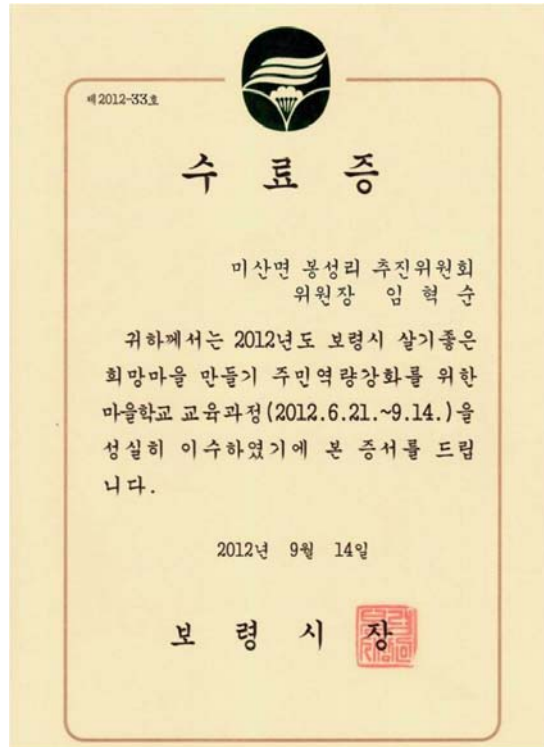 제2012-33호
수 료 증
미산면 봉성리 추진위원회
위원장 임 혁 순
귀하께서는 2012년도 보령시 살기좋은
희망마을 만들기 주민역량강화를 위한
마을학교 교육과정(2012.6.21.~9.14.)을
성실히 이수하였기에 본 증서를 드립
니다.
2012년 9월 14일
보 령 시 장